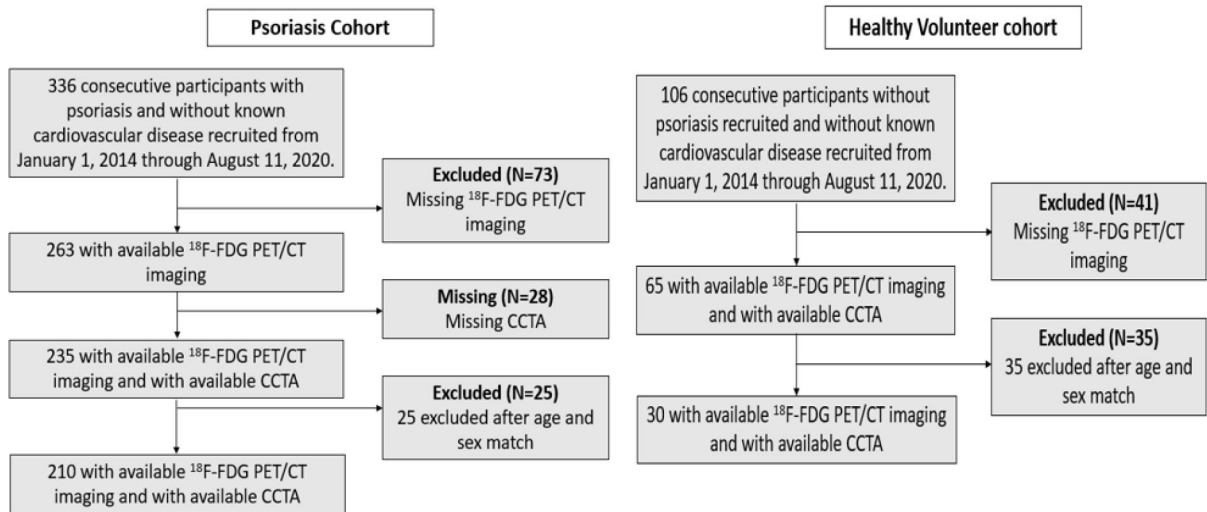 Psoriasis Cohort
336 consecutive participants with
psoriasis and without known
cardiovascular disease recruited from
January 1, 2014 through August 11, 2020.
Excluded (N=73)
Missing ¹⁸F-FDG PET/CT
imaging
263 with available ¹⁸F-FDG PET/CT
imaging
Missing (N=28)
Missing CCTA
235 with available ¹⁸F-FDG PET/CT
imaging and with available CCTA
Excluded (N=25)
25 excluded after age and
sex match
210 with available ¹⁸F-FDG PET/CT
imaging and with available CCTA
Healthy Volunteer cohort
106 consecutive participants without
psoriasis recruited and without known
cardiovascular disease recruited from
January 1, 2014 through August 11, 2020.
Excluded (N=41)
Missing ¹⁸F-FDG PET/CT
imaging
65 with available ¹⁸F-FDG PET/CT imaging
and with available CCTA
Excluded (N=35)
35 excluded after age and
sex match
30 with available ¹⁸F-FDG PET/CT imaging
and with available CCTA